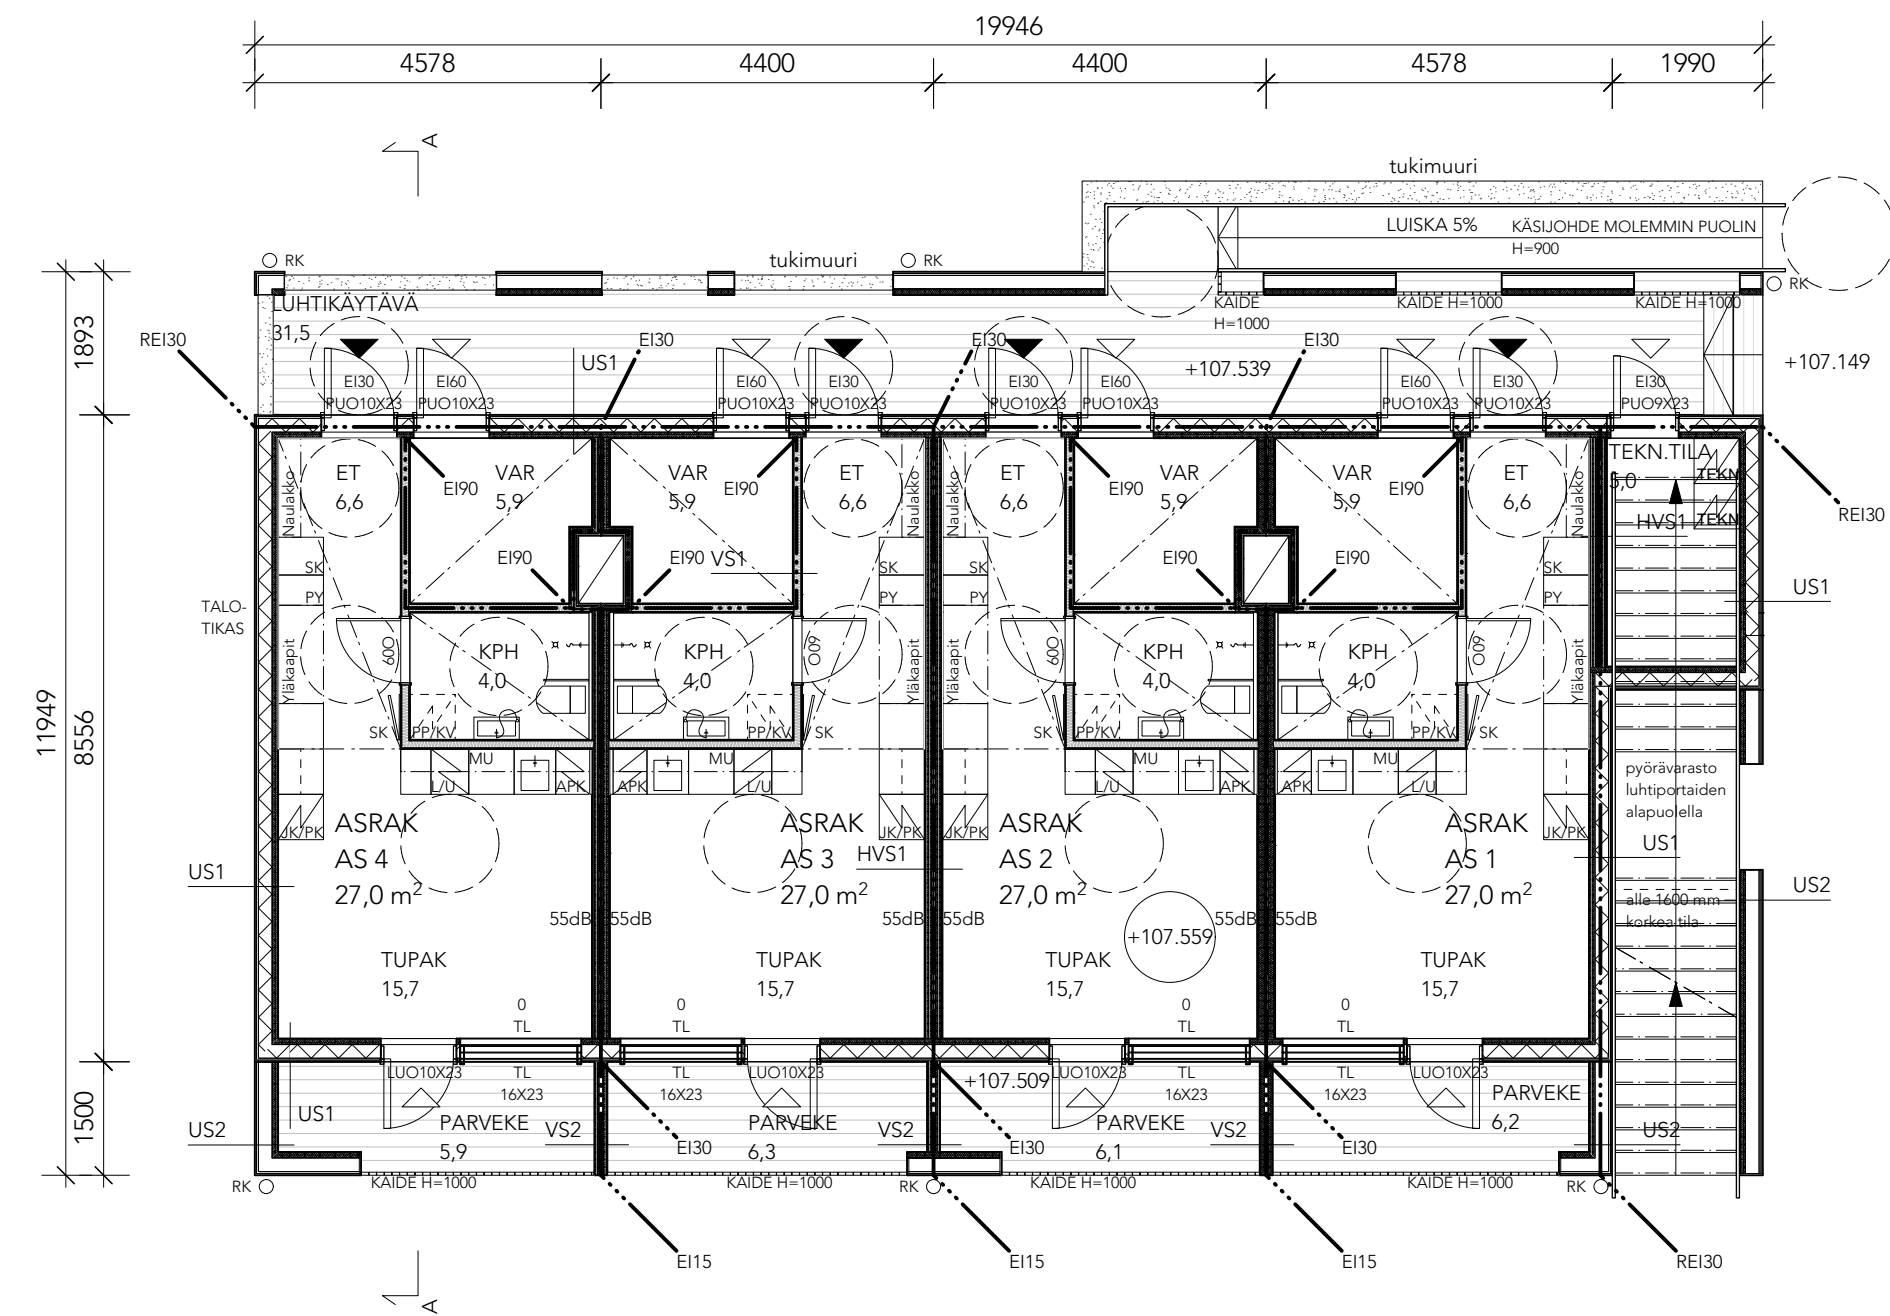 19946
4578
4400
4400
4578
1990
A
tukimuuri
LUISKA 5%
KÄSIJOHDE MOLEMMIN PUOLIN
H=900
RK
tukimuuri
RK
RK
LUHTIKÄYTÄVÄ
31,5
KAIDE
H=1000
KAIDE H=1000
KAIDE H=1000
11949
1893
8556
1500
REI30
EI30
EI30
EI30
US1
+107.539
+107.149
EI30
PUO10X23
EI60
PUO10X23
EI60
PUO10X23
EI30
PUO10X23
EI30
PUO10X23
EI60
PUO10X23
EI60
PUO10X23
EI30
PUO10X23
EI30
PUO9X23
TEKN.TILA
5,0
TEKN
TEKN
HVS1
REI30
US1
Naulakko
ET
6,6
EI90
VAR
5,9
VAR
5,9
EI90
ET
6,6
Naulakko
Naulakko
ET
6,6
EI90
VAR
5,9
VAR
5,9
EI90
ET
6,6
Naulakko
EI90
EI90
VS1
EI90
EI90
SK
PY
SK
PY
SK
PY
SK
PY
TALO-
TIKAS
Yläkaapit
60O
KPH
4,0
KPH
4,0
60O
Yläkaapit
Yläkaapit
60O
KPH
4,0
KPH
4,0
60O
Yläkaapit
SK
PP/KV
PP/KV
SK
SK
PP/KV
PP/KV
SK
MU
MU
MU
MU
L/U
APK
APK
L/U
L/U
APK
APK
L/U
JK/PK
JK/PK
JK/PK
JK/PK
pyörävarasto
luhtiportaiden
alapuolella
US1
US2
alle 1600 mm
korkea tila
US1
ASRAK
AS 4
27,0 m²
ASRAK
AS 3
27,0 m²
HVS1
ASRAK
AS 2
27,0 m²
ASRAK
AS 1
27,0 m²
55dB
55dB
55dB
55dB
55dB
55dB
+107.559
TUPAK
15,7
TUPAK
15,7
TUPAK
15,7
TUPAK
15,7
0
TL
0
TL
0
TL
0
TL
LUO10X23
TL
16X23
TL
16X23
LUO10X23
+107.509
LUO10X23
TL
16X23
TL
16X23
LUO10X23
US1
US2
PARVEKE
5,9
VS2
PARVEKE
6,3
VS2
PARVEKE
6,1
VS2
PARVEKE
6,2
US2
EI30
EI30
EI30
RK
KAIDE H=1000
KAIDE H=1000
RK
KAIDE H=1000
KAIDE H=1000
RK
EI15
EI15
EI15
REI30
A